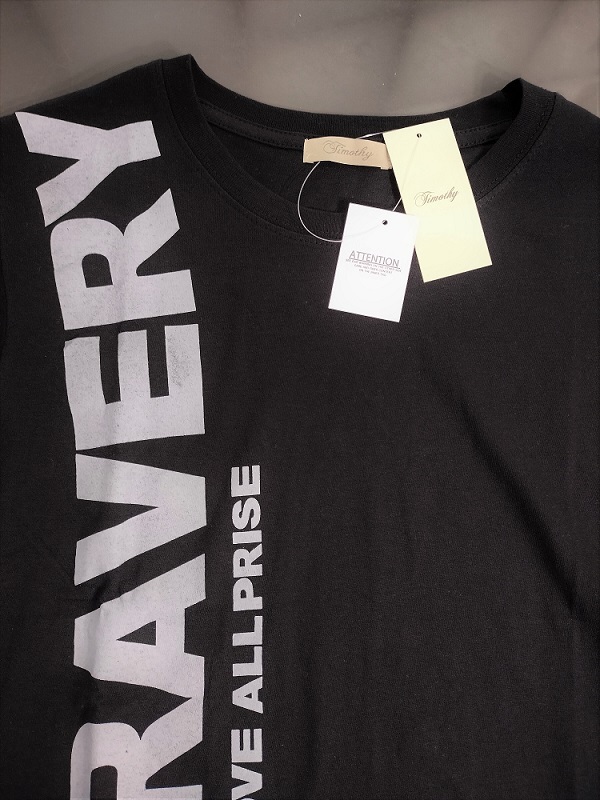 Timothy
Timothy
ATTENTION
RAVERY
OVE ALLPRISE